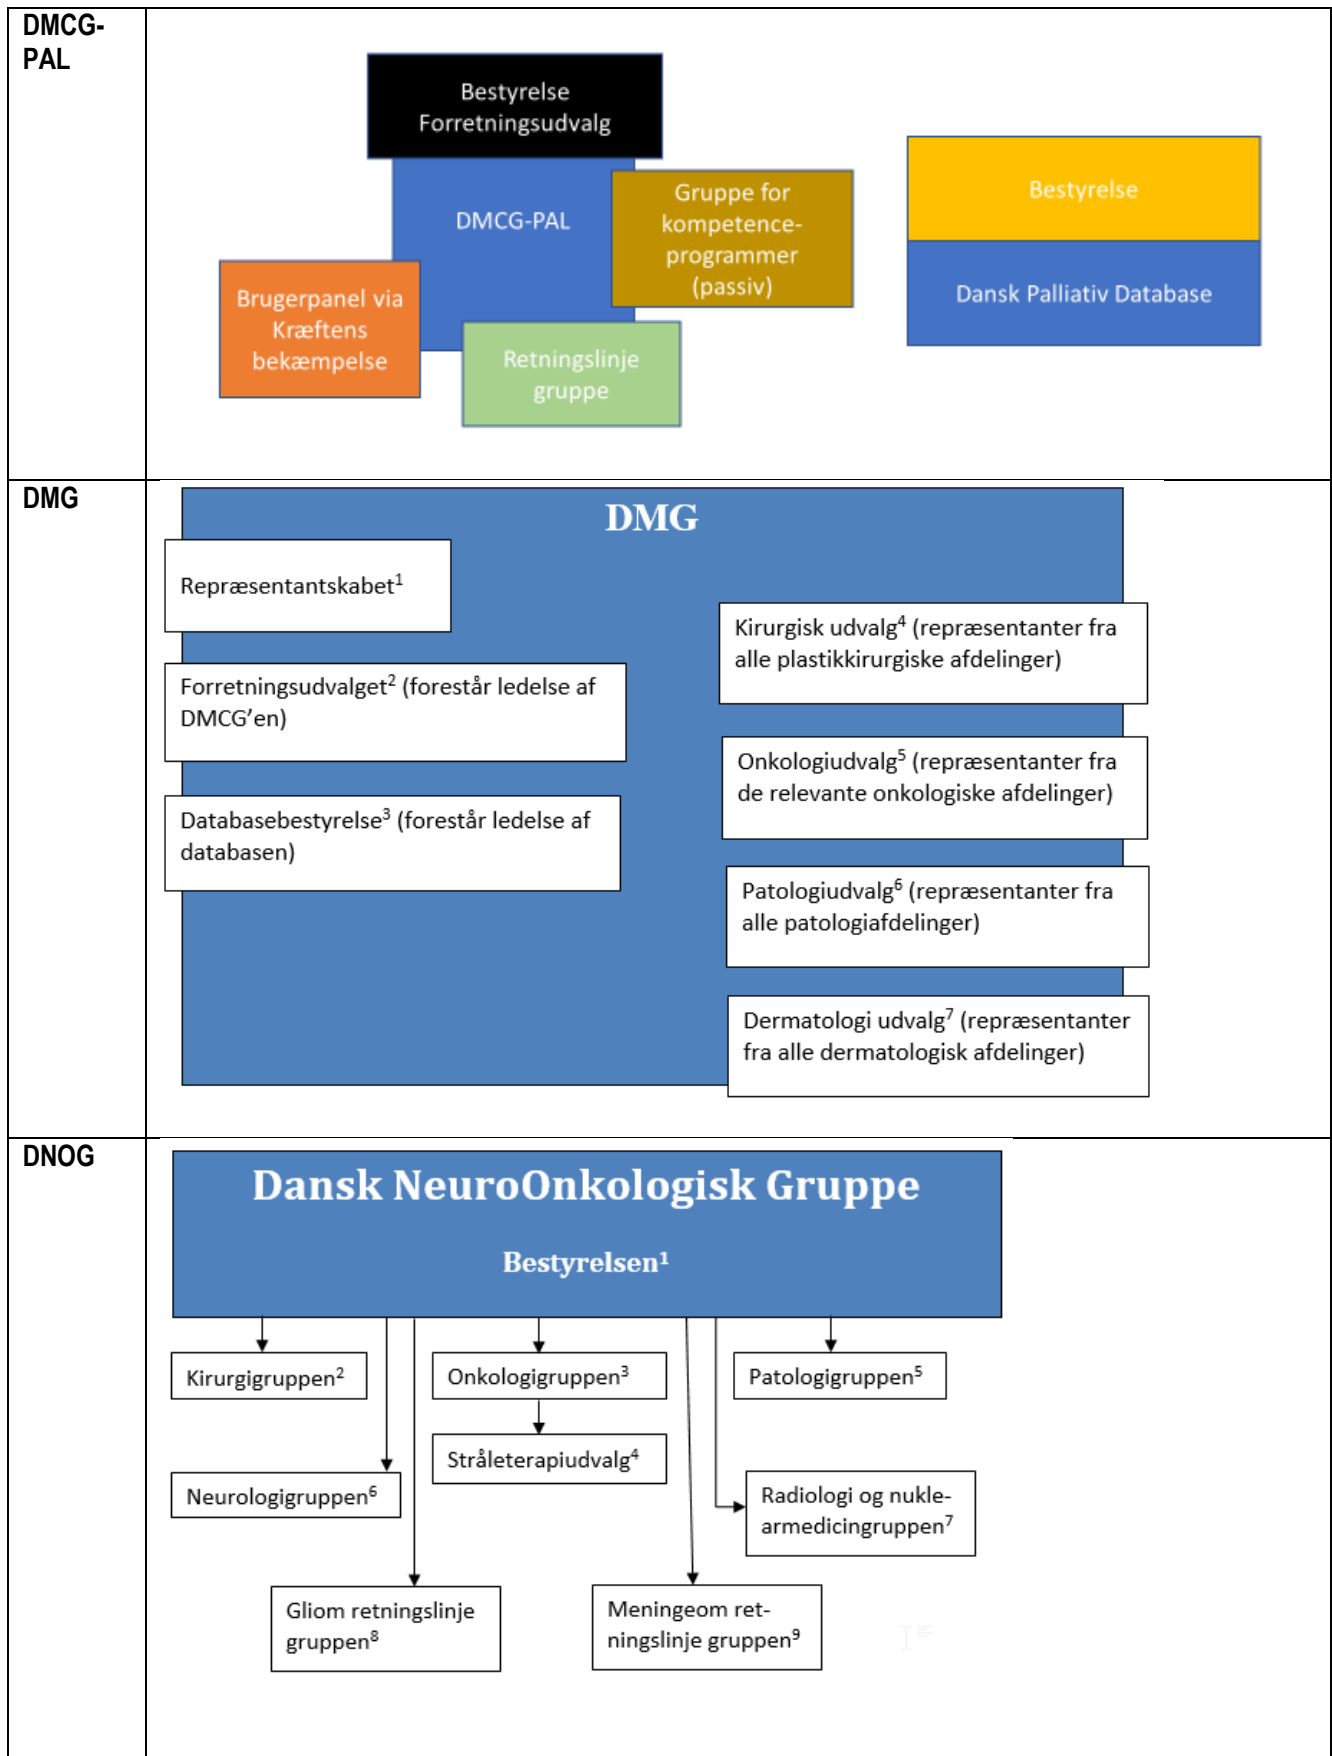 DMCG-
PAL
Bestyrelse
Forretningsudvalg
DMCG-PAL
Gruppe for
kompetence-
programmer
(passiv)
Brugerpanel via
Kræftens
bekæmpelse
Retningslinje
gruppe
Bestyrelse
Dansk Palliativ Database
DMG
DMG
Repræsentantskabet¹
Forretningsudvalget² (forestår ledelse af
DMCG’en)
Databasebestyrelse³ (forestår ledelse af
databasen)
Kirurgisk udvalg⁴ (repræsentanter fra
alle plastikkirurgiske afdelinger)
Onkologiudvalg⁵ (repræsentanter fra
de relevante onkologiske afdelinger)
Patologiudvalg⁶ (repræsentanter fra
alle patologiafdelinger)
Dermatologi udvalg⁷ (repræsentanter
fra alle dermatologisk afdelinger)
DNOG
Dansk NeuroOnkologisk Gruppe
Bestyrelsen¹
Kirurgigruppen²
Onkologigruppen³
Patologigruppen⁵
Stråleterapiudvalg⁴
Neurologigruppen⁶
Radiologi og nukle-
armedicingruppen⁷
Gliom retningslinje
gruppen⁸
Meningeom ret-
ningslinje gruppen⁹